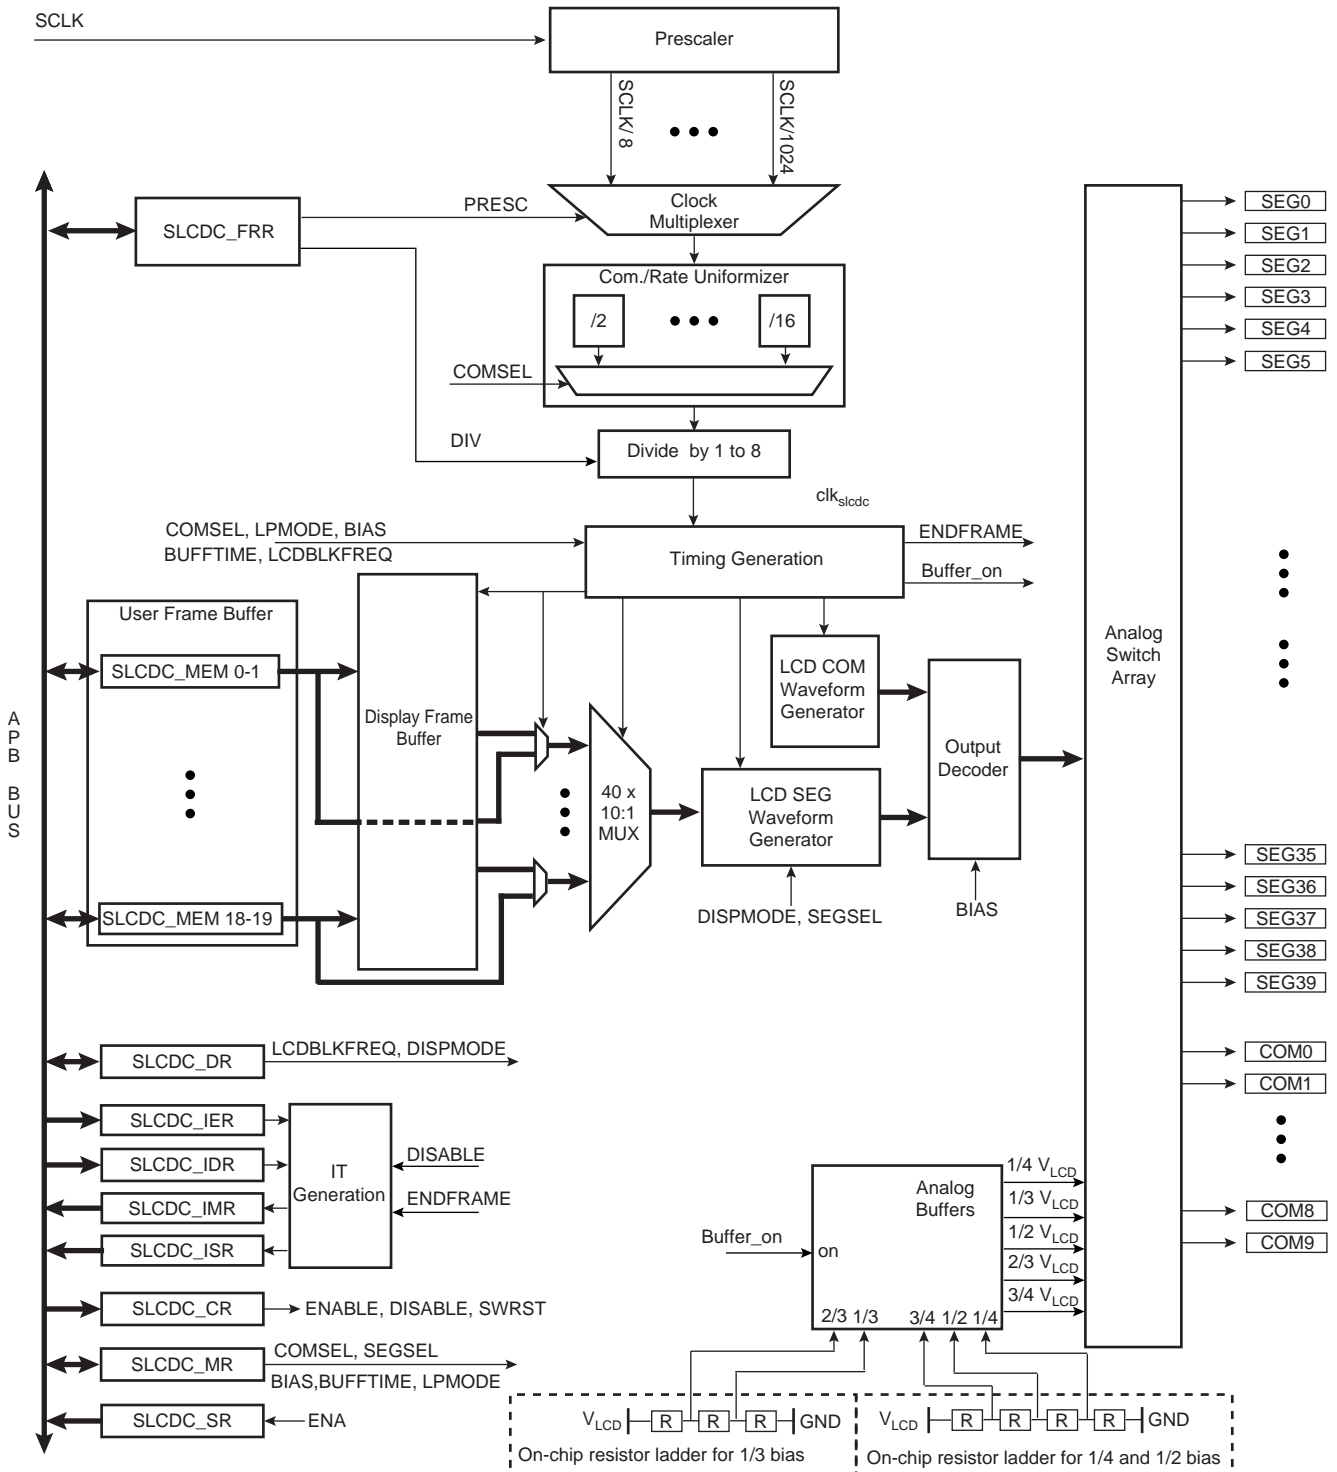 SCLK
Prescaler
SCLK/ 8
SCLK/1024
PRESC
Clock
Multiplexer
SLCDC_FRR
Com./Rate Uniformizer
/2
/16
COMSEL
DIV
Divide by 1 to 8
clkslcdc
COMSEL, LPMODE, BIAS
BUFFTIME, LCDBLKFREQ
Timing Generation
ENDFRAME
Buffer_on
User Frame Buffer
SLCDC_MEM 0-1
SLCDC_MEM 18-19
Display Frame
Buffer
40 x
10:1
MUX
LCD COM
Waveform
Generator
LCD SEG
Waveform
Generator
DISPMODE, SEGSEL
Output
Decoder
BIAS
Analog
Switch
Array
APB BUS
SEG0
SEG1
SEG2
SEG3
SEG4
SEG5
SEG35
SEG36
SEG37
SEG38
SEG39
COM0
COM1
COM8
COM9
SLCDC_DR
LCDBLKFREQ, DISPMODE
SLCDC_IER
SLCDC_IDR
SLCDC_IMR
SLCDC_ISR
IT
Generation
DISABLE
ENDFRAME
SLCDC_CR
ENABLE, DISABLE, SWRST
SLCDC_MR
COMSEL, SEGSEL
BIAS,BUFFTIME, LPMODE
SLCDC_SR
ENA
Buffer_on
on
Analog
Buffers
1/4 VLCD
1/3 VLCD
1/2 VLCD
2/3 VLCD
3/4 VLCD
2/3 1/3 3/4 1/2 1/4
VLCD R R R GND
On-chip resistor ladder for 1/3 bias
VLCD R R R R GND
On-chip resistor ladder for 1/4 and 1/2 bias